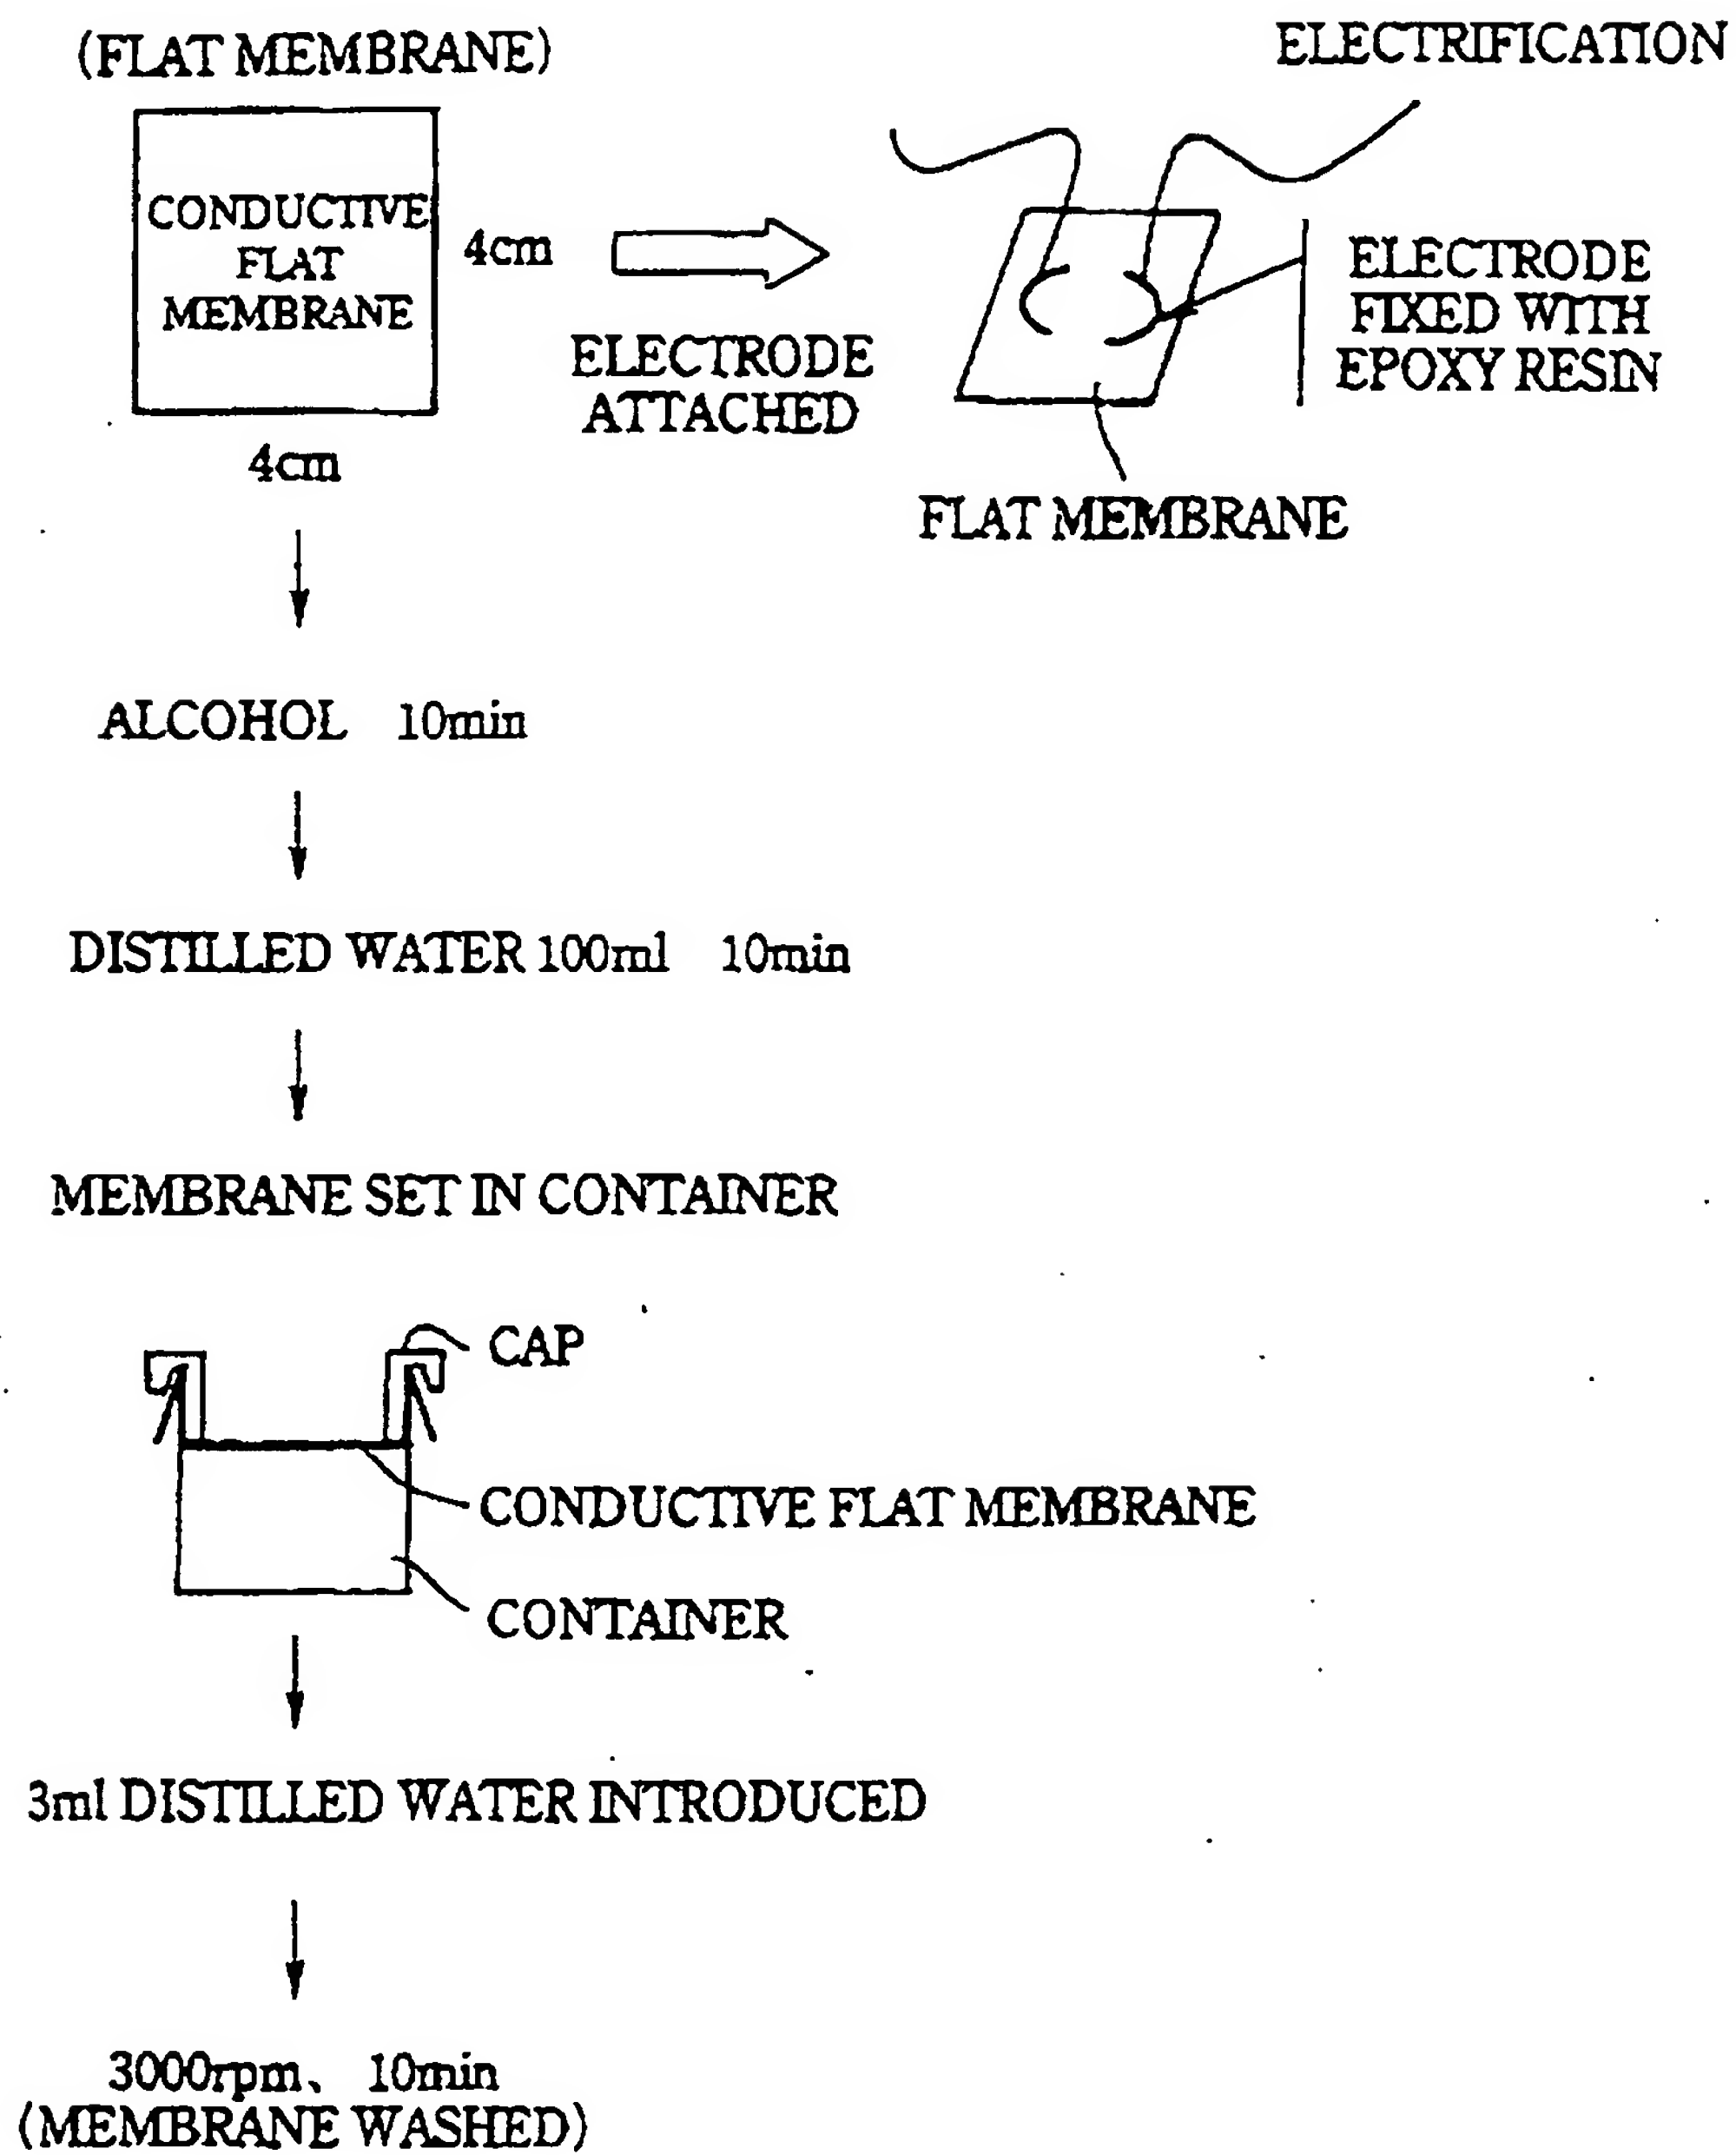 (FLAT MEMBRANE)
ELECTRIFICATION
CONDUCTIVE
FLAT
MEMBRANE
4cm
4cm
ELECTRODE
ATTACHED
ELECTRODE
FIXED WITH
EPOXY RESIN
FLAT MEMBRANE
ALCOHOL 10min
DISTILLED WATER 100ml 10min
MEMBRANE SET IN CONTAINER
CAP
CONDUCTIVE FLAT MEMBRANE
CONTAINER
3ml DISTILLED WATER INTRODUCED
3000rpm、 10min
(MEMBRANE WASHED)